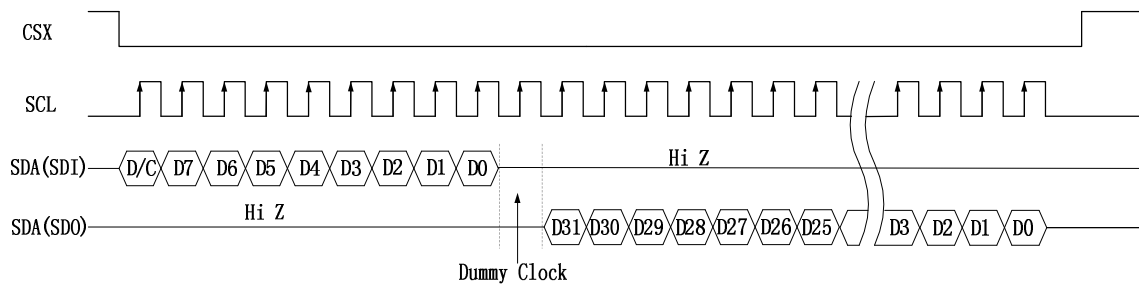 CSX
SCL
SDA(SDI) D/C D7 D6 D5 D4 D3 D2 D1 D0 Hi Z
SDA(SDO) Hi Z D31 D30 D29 D28 D27 D26 D25 D3 D2 D1 D0
Dummy Clock